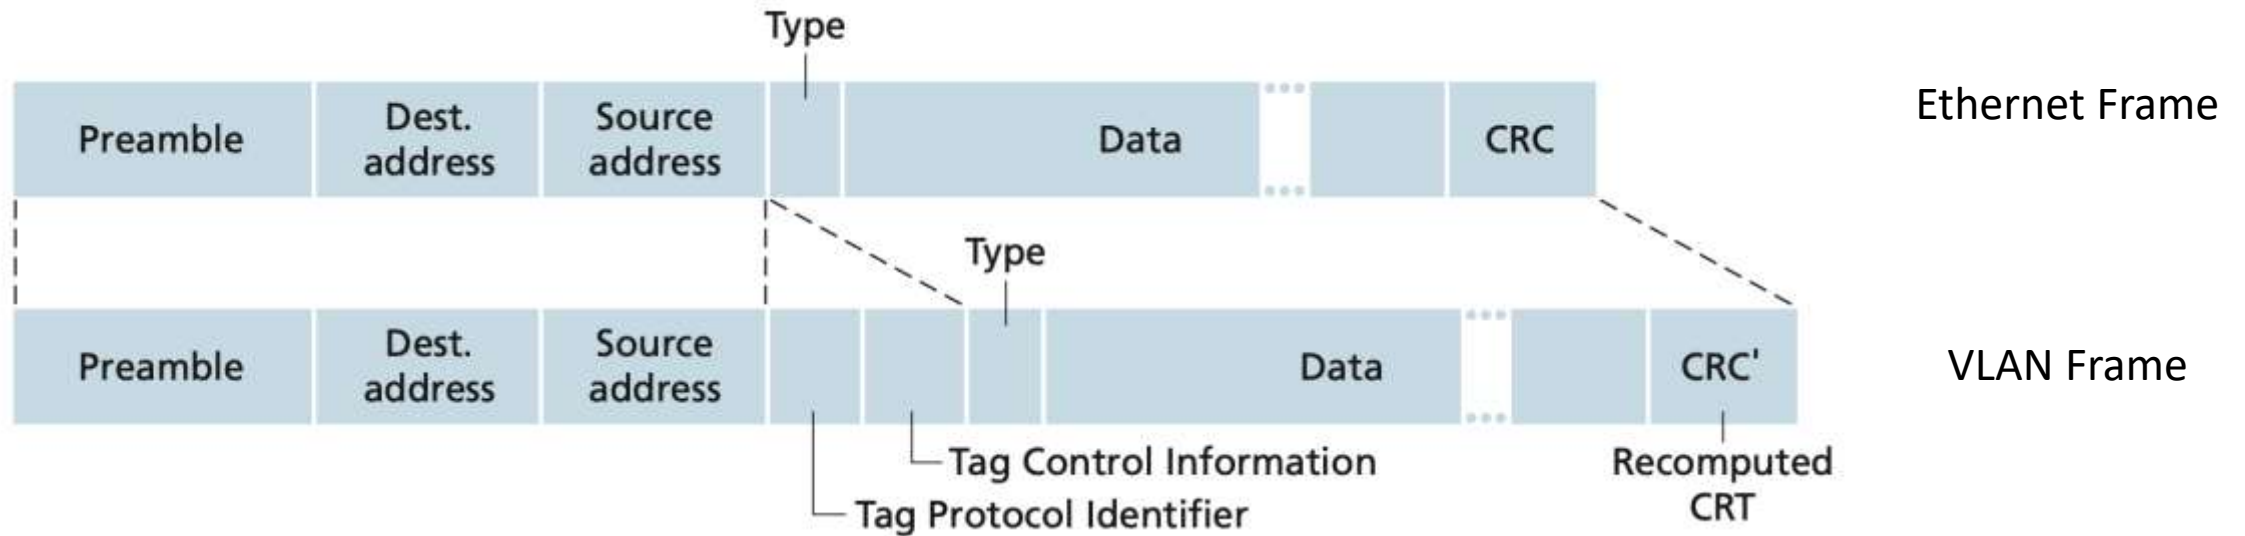 Type
Preamble
Dest.
address
Source
address
Data
CRC
Ethernet Frame
Type
Preamble
Dest.
address
Source
address
Data
CRC'
VLAN Frame
Tag Control Information
Tag Protocol Identifier
Recomputed
CRT